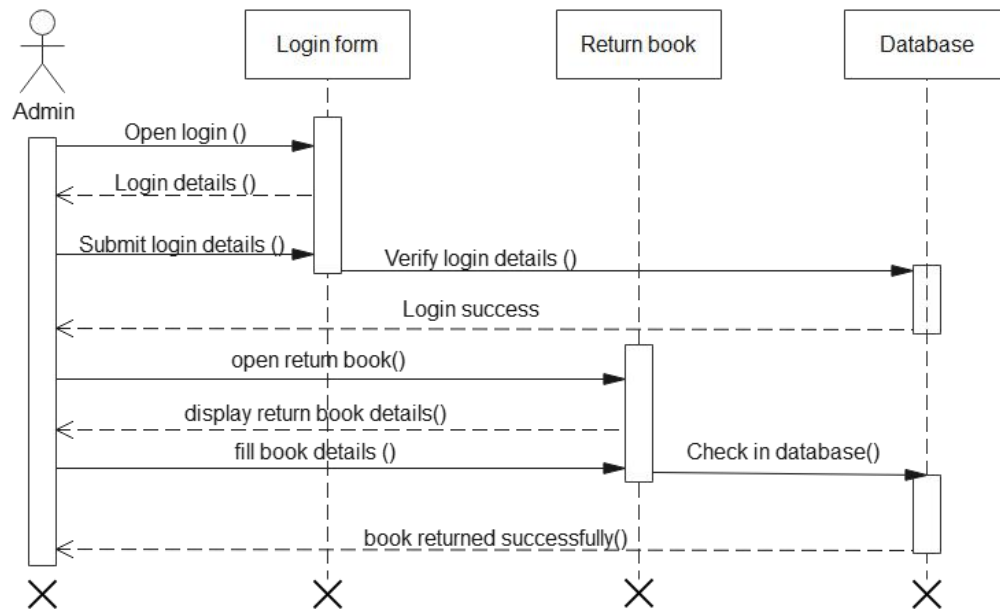 Login form
Return book
Database
Admin
Open login ()
Login details ()
Submit login details ()
Verify login details ()
Login success
open return book()
display return book details()
fill book details ()
Check in database()
book returned successfully()